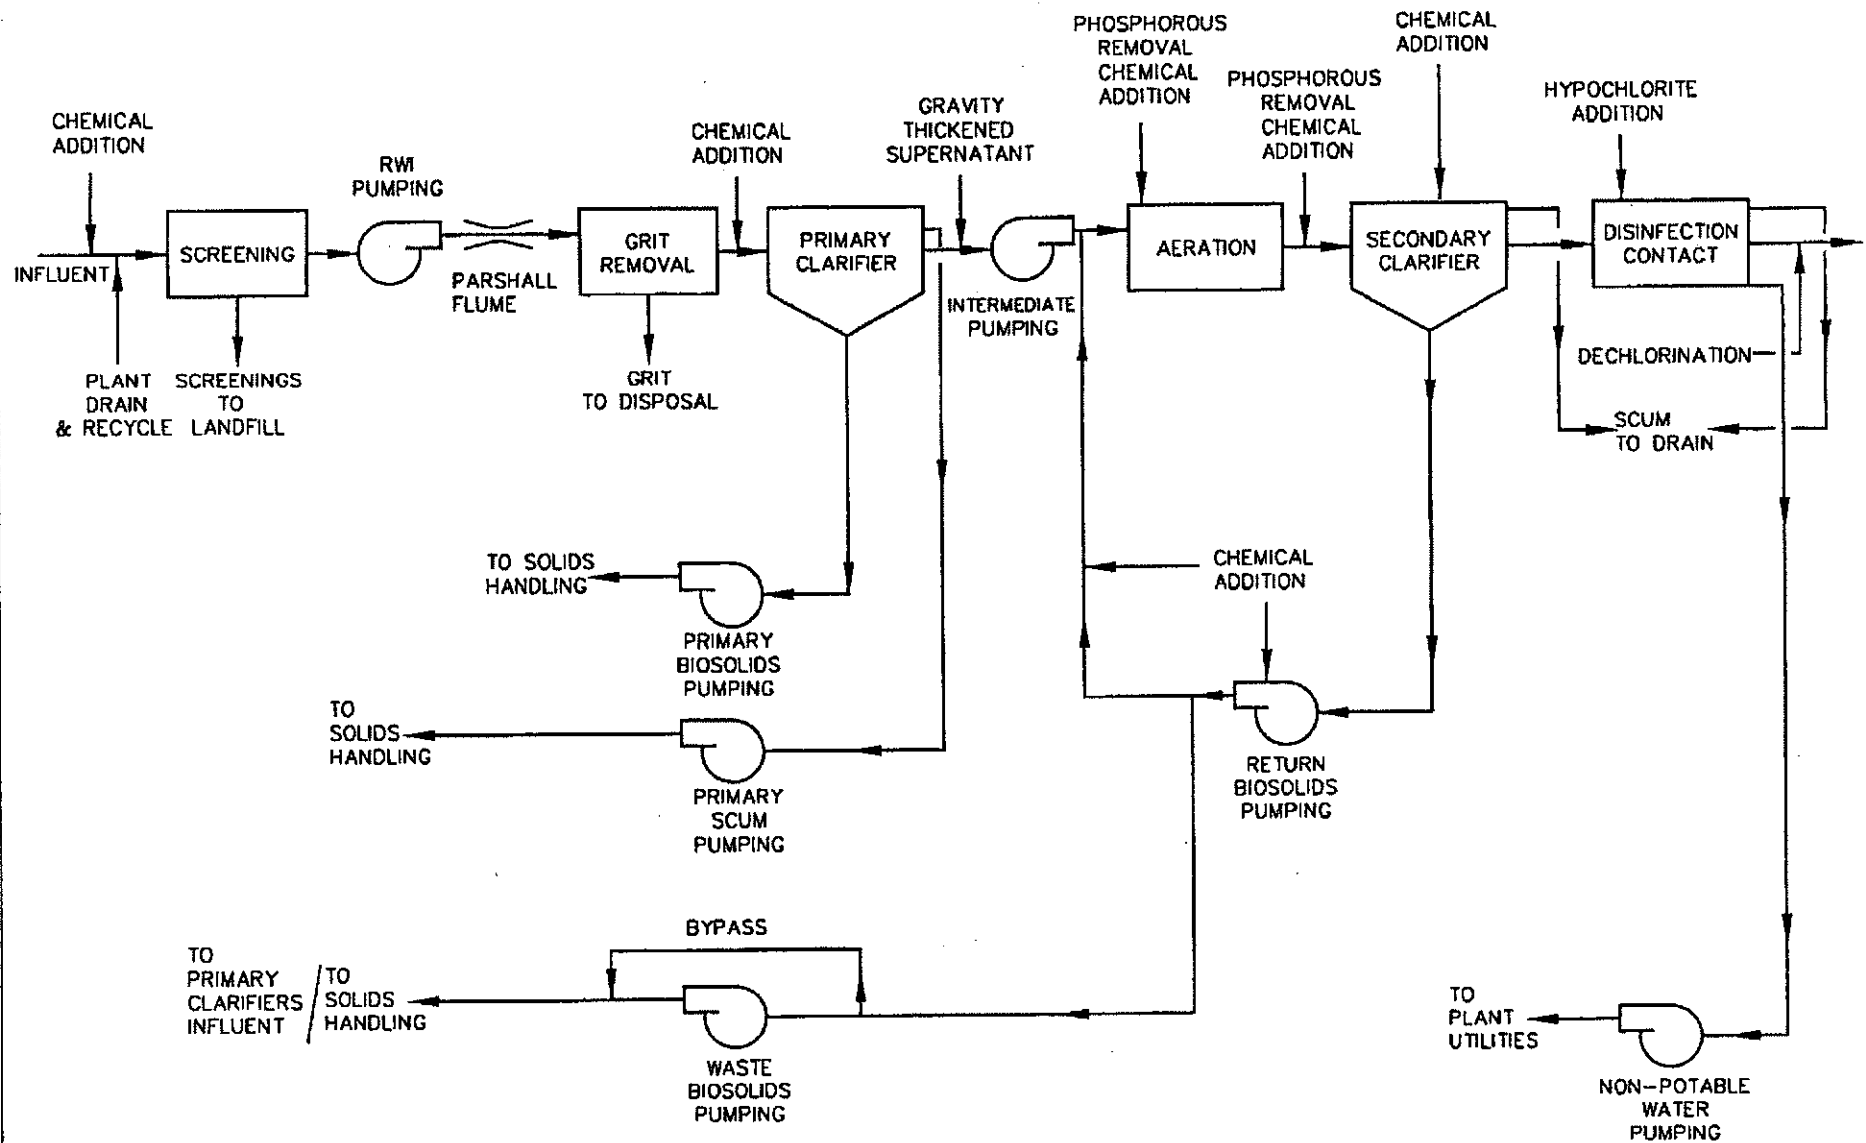 PHOSPHOROUS
REMOVAL
CHEMICAL
ADDITION
CHEMICAL
ADDITION
PHOSPHOROUS
REMOVAL
CHEMICAL
ADDITION
HYPOCHLORITE
ADDITION
CHEMICAL
ADDITION
RWI
PUMPING
CHEMICAL
ADDITION
GRAVITY
THICKENED
SUPERNATANT
INFLUENT
SCREENING
PARSHALL
FLUME
GRIT
REMOVAL
PRIMARY
CLARIFIER
INTERMEDIATE
PUMPING
AERATION
SECONDARY
CLARIFIER
DISINFECTION
CONTACT
DECHLORINATION
PLANT
DRAIN
& RECYCLE
SCREENINGS
TO
LANDFILL
GRIT
TO DISPOSAL
SCUM
TO DRAIN
TO SOLIDS
HANDLING
PRIMARY
BIOSOLIDS
PUMPING
CHEMICAL
ADDITION
TO
SOLIDS
HANDLING
PRIMARY
SCUM
PUMPING
RETURN
BIOSOLIDS
PUMPING
BYPASS
TO
PRIMARY
CLARIFIERS
INFLUENT
/
TO
SOLIDS
HANDLING
WASTE
BIOSOLIDS
PUMPING
TO
PLANT
UTILITIES
NON-POTABLE
WATER
PUMPING